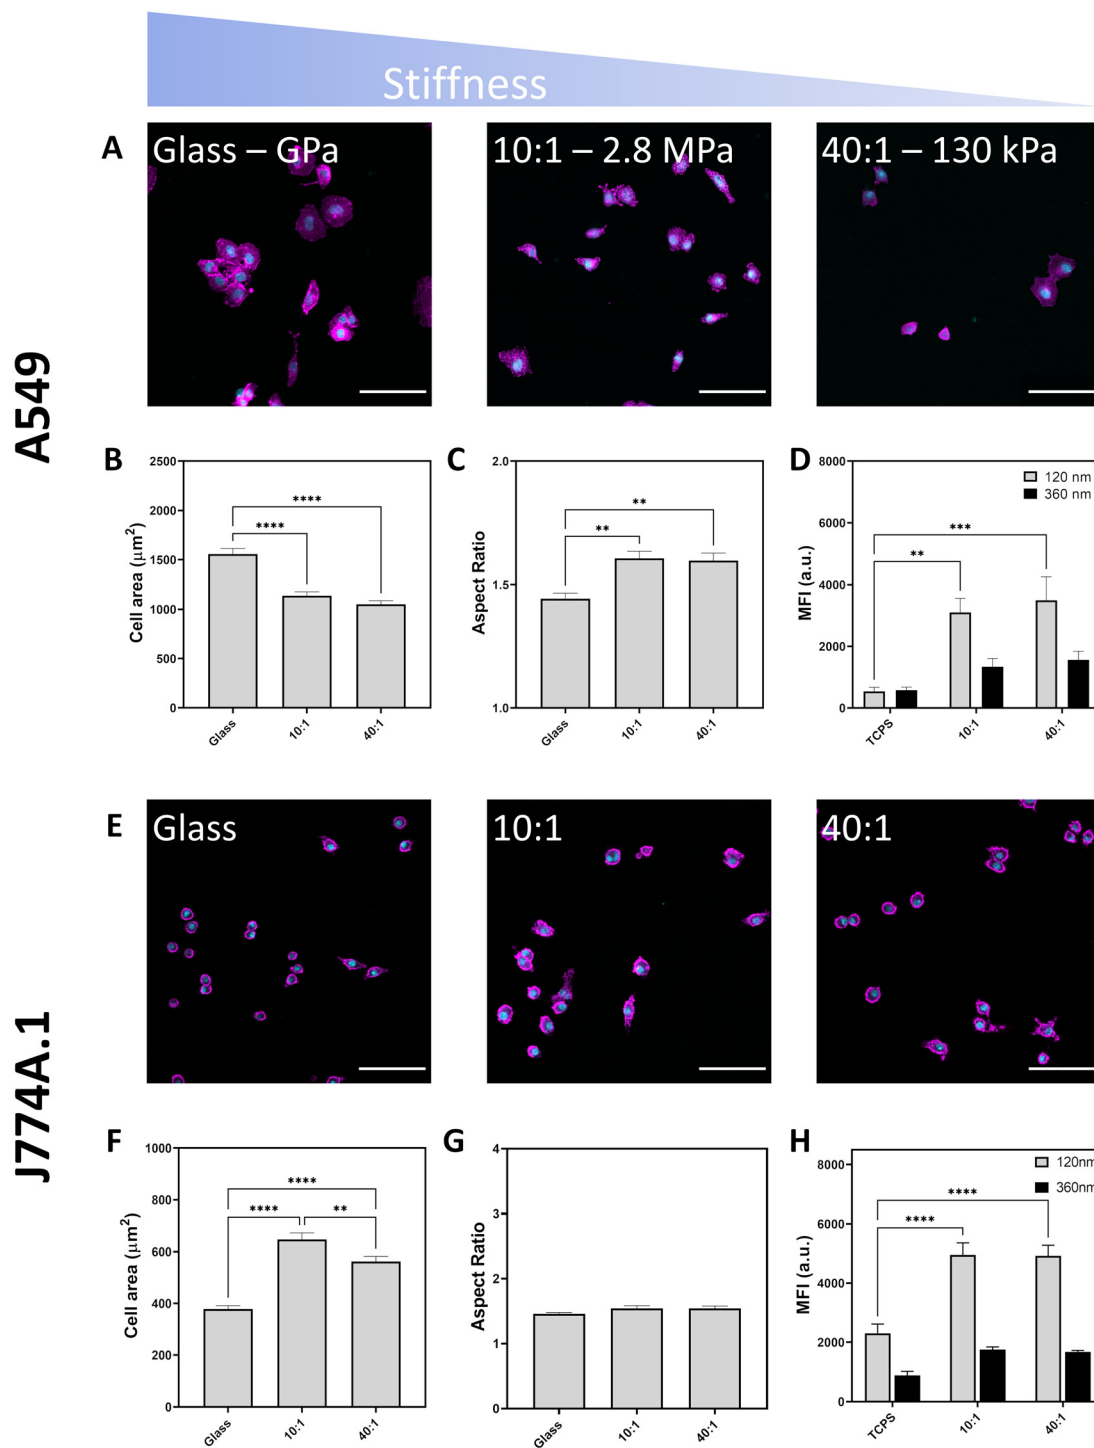 Stiffness
A549
A
Glass – GPa
10:1 – 2.8 MPa
40:1 – 130 kPa
B
2500
2000
1500
1000
500
0
Cell area (μm²)
****
****
Glass
10:1
40:1
C
2.0
1.5
1.0
Aspect Ratio
**
**
Glass
10:1
40:1
D
8000
6000
4000
2000
0
MFI (a.u.)
120 nm
360 nm
***
**
TCPS
10:1
40:1
J774A.1
E
Glass
10:1
40:1
F
1000
800
600
400
200
0
Cell area (μm²)
****
****
**
Glass
10:1
40:1
G
4
3
2
1
0
Aspect Ratio
Glass
10:1
40:1
H
8000
6000
4000
2000
0
MFI (a.u.)
120nm
360nm
****
****
TCPS
10:1
40:1